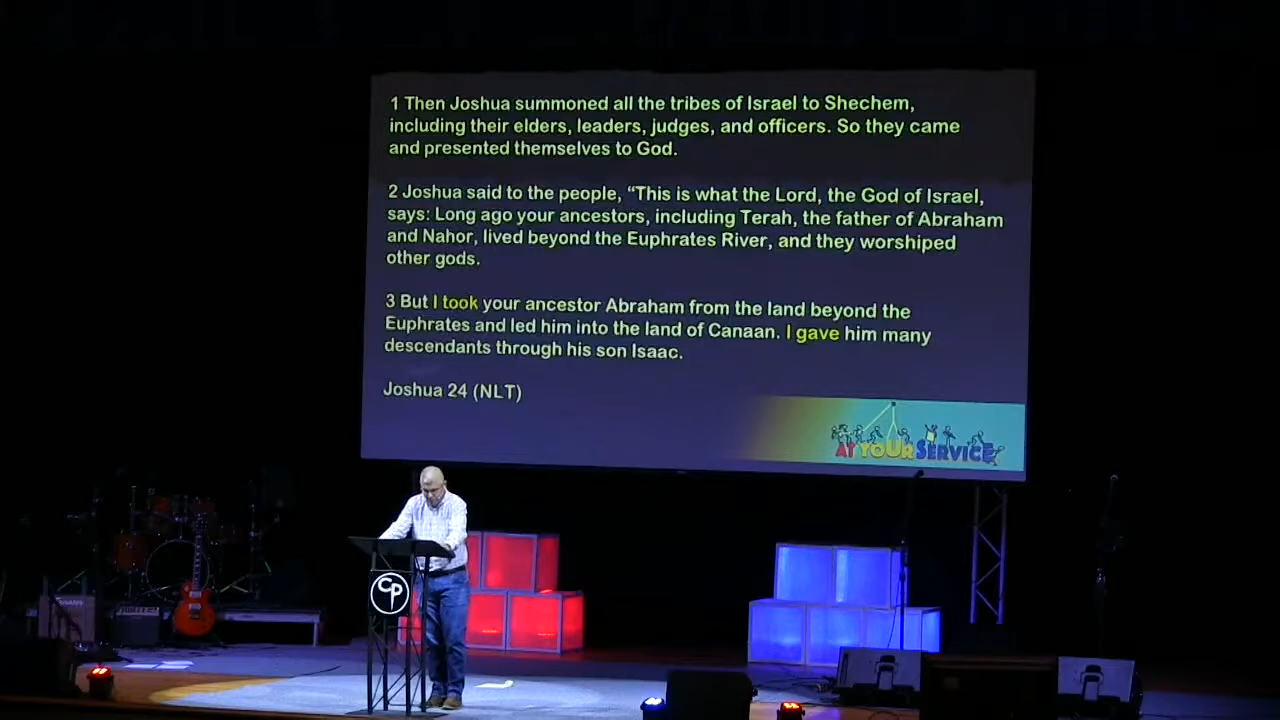 1 Then Joshua summoned all the tribes of Israel to Shechem,
including their elders, leaders, judges, and officers. So they came
and presented themselves to God.
2 Joshua said to the people, “This is what the Lord, the God of Israel,
says: Long ago your ancestors, including Terah, the father of Abraham
and Nahor, lived beyond the Euphrates River, and they worshiped
other gods.
3 But I took your ancestor Abraham from the land beyond the
Euphrates and led him into the land of Canaan. I gave him many
descendants through his son Isaac.
Joshua 24 (NLT)
AT YOUR SERVICE
CP